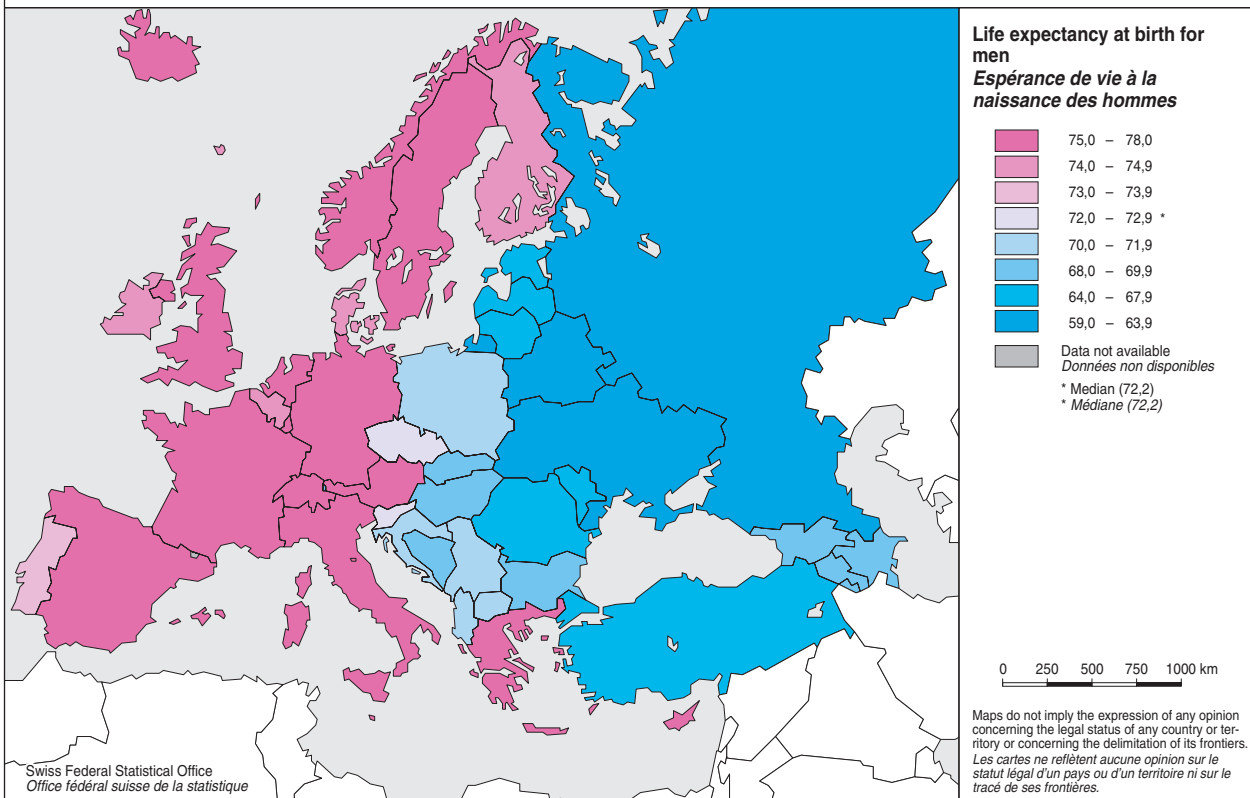 Life expectancy at birth for
men
Espérance de vie à la
naissance des hommes
75,0 – 78,0
74,0 – 74,9
73,0 – 73,9
72,0 – 72,9 *
70,0 – 71,9
68,0 – 69,9
64,0 – 67,9
59,0 – 63,9
Data not available
Données non disponibles
* Median (72,2)
* Médiane (72,2)
0 250 500 750 1000 km
Maps do not imply the expression of any opinion
concerning the legal status of any country or ter-
ritory or concerning the delimitation of its frontiers.
Les cartes ne reflètent aucune opinion sur le
statut légal d'un pays ou d'un territoire ni sur le
tracé de ses frontières.
Swiss Federal Statistical Office
Office fédéral suisse de la statistique